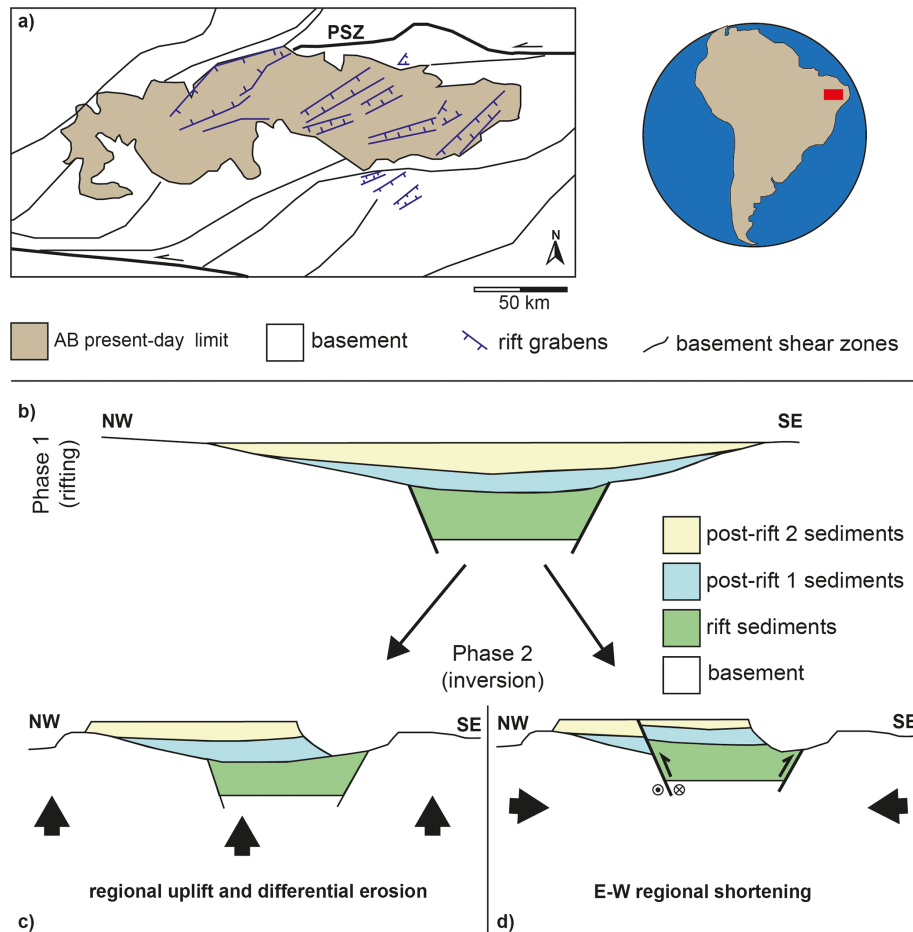 a)
PSZ
N
50 km
AB present-day limit
basement
rift grabens
basement shear zones
b)
NW
SE
Phase 1
(rifting)
post-rift 2 sediments
post-rift 1 sediments
rift sediments
basement
Phase 2
(inversion)
NW
SE
NW
SE
regional uplift and differential erosion
E-W regional shortening
c)
d)